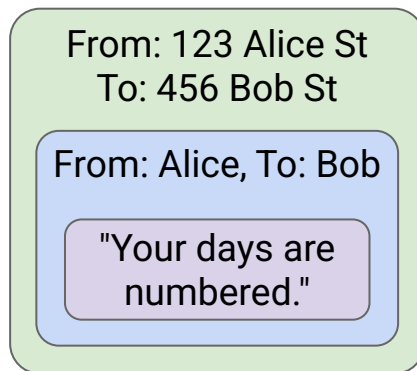 From: 123 Alice St
To: 456 Bob St
From: Alice, To: Bob
"Your days are
numbered."